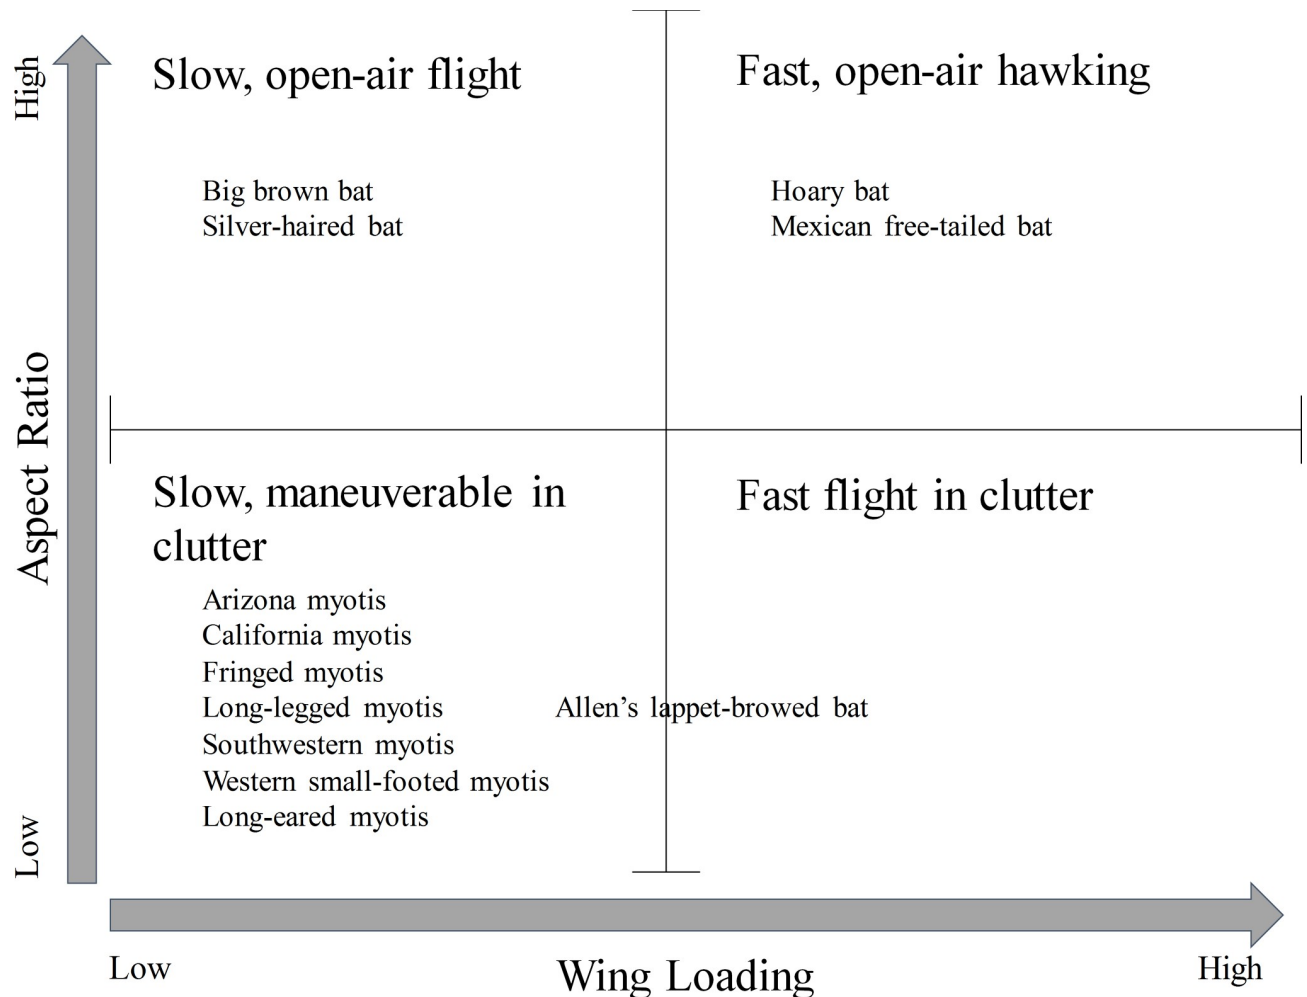 High
Slow, open-air flight
Fast, open-air hawking
Big brown bat
Silver-haired bat
Hoary bat
Mexican free-tailed bat
Aspect Ratio
Slow, maneuverable in
clutter
Fast flight in clutter
Arizona myotis
California myotis
Fringed myotis
Long-legged myotis
Allen’s lappet-browed bat
Southwestern myotis
Western small-footed myotis
Long-eared myotis
Low
Low
Wing Loading
High